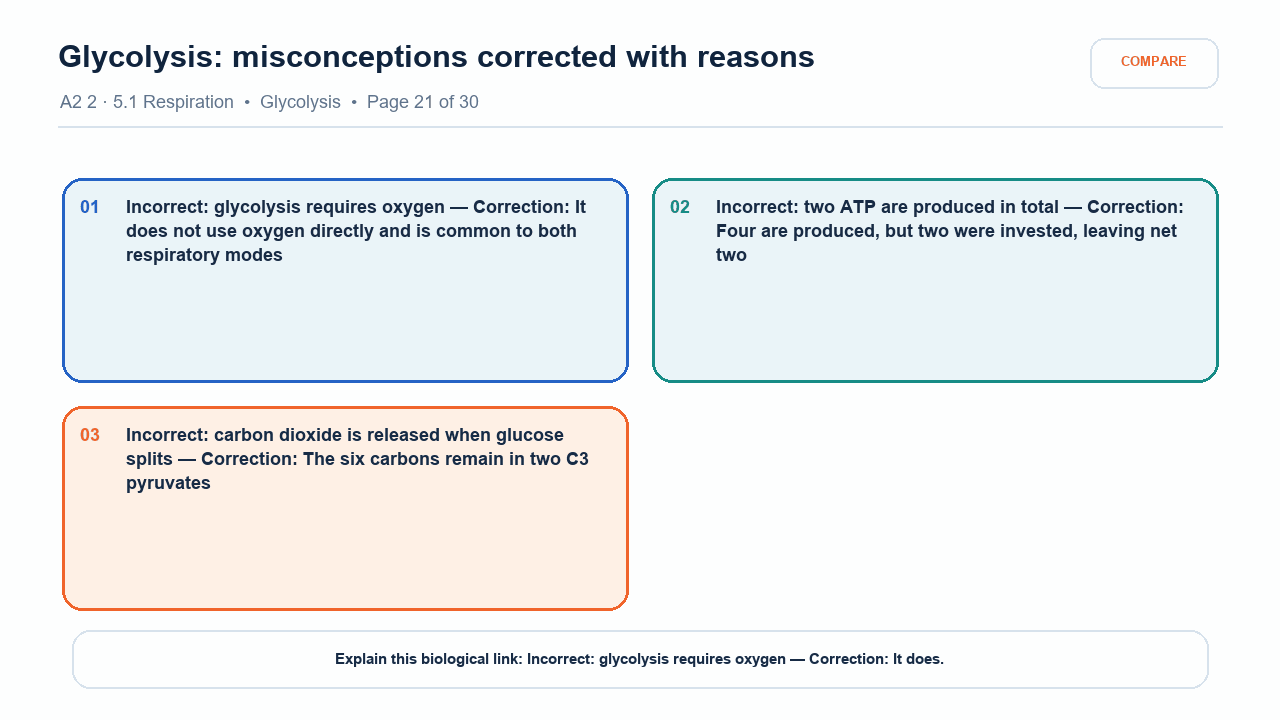 Glycolysis: misconceptions corrected with reasons
COMPARE
A2 2 · 5.1 Respiration • Glycolysis • Page 21 of 30
01
Incorrect: glycolysis requires oxygen — Correction: It
does not use oxygen directly and is common to both
respiratory modes
02
Incorrect: two ATP are produced in total — Correction:
Four are produced, but two were invested, leaving net
two
03
Incorrect: carbon dioxide is released when glucose
splits — Correction: The six carbons remain in two C3
pyruvates
Explain this biological link: Incorrect: glycolysis requires oxygen — Correction: It does.